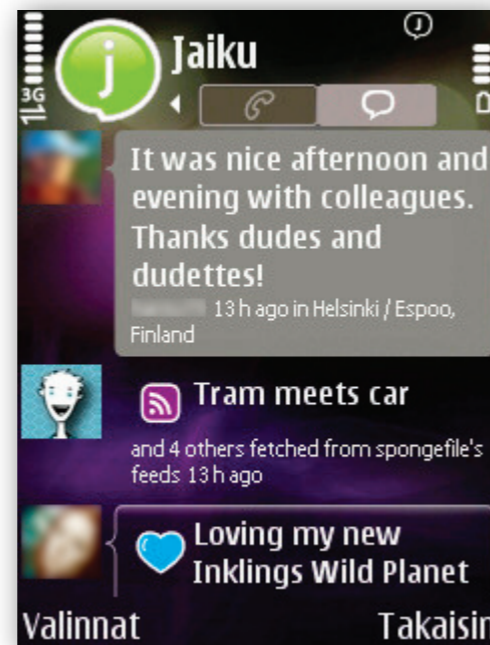 Jaiku
3G
It was nice afternoon and
evening with colleagues.
Thanks dudes and
dudettes!
13 h ago in Helsinki / Espoo,
Finland
Tram meets car
and 4 others fetched from spongefile's
feeds 13 h ago
Loving my new
Inklings Wild Planet
Valinnat Takaisin